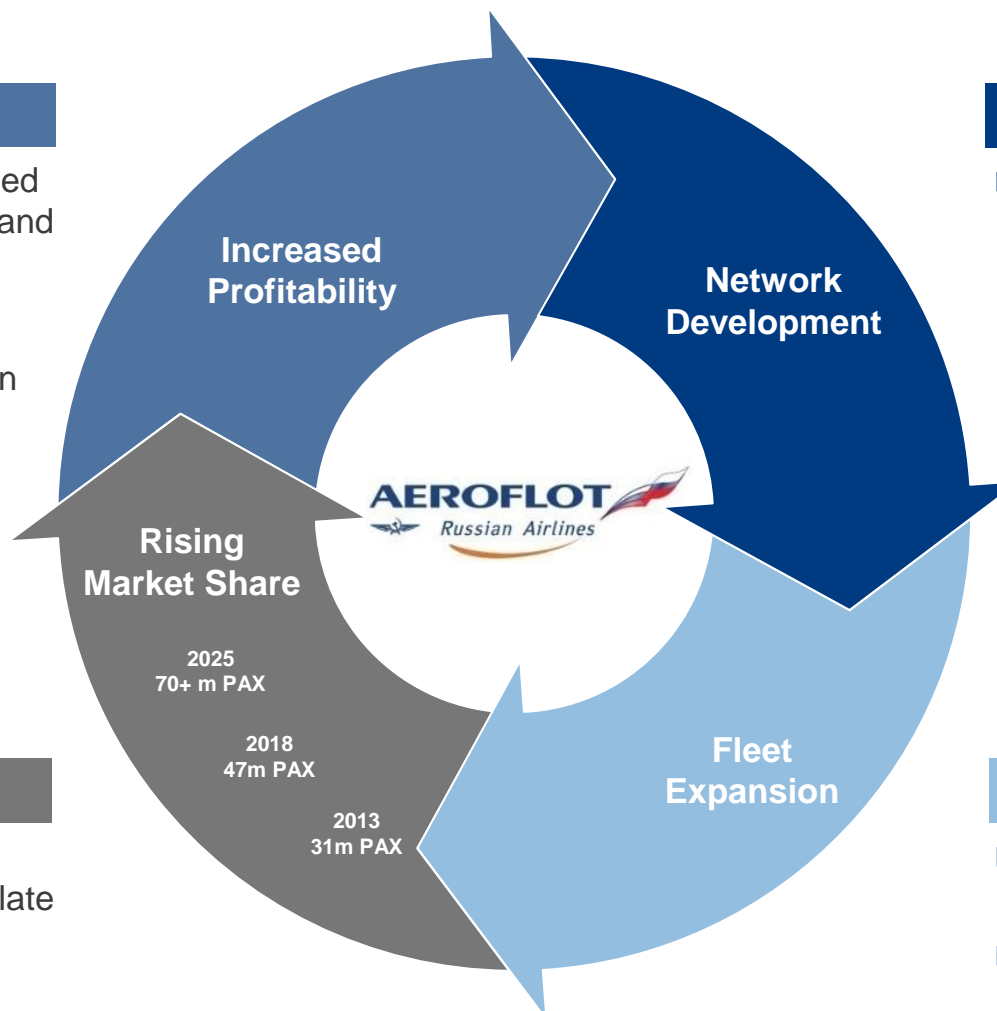 ed
and
n
Increased
Profitability
Network
Development
AEROFLOT
Russian Airlines
Rising
Market Share
2025
70+ m PAX
2018
47m PAX
2013
31m PAX
Fleet
Expansion
late